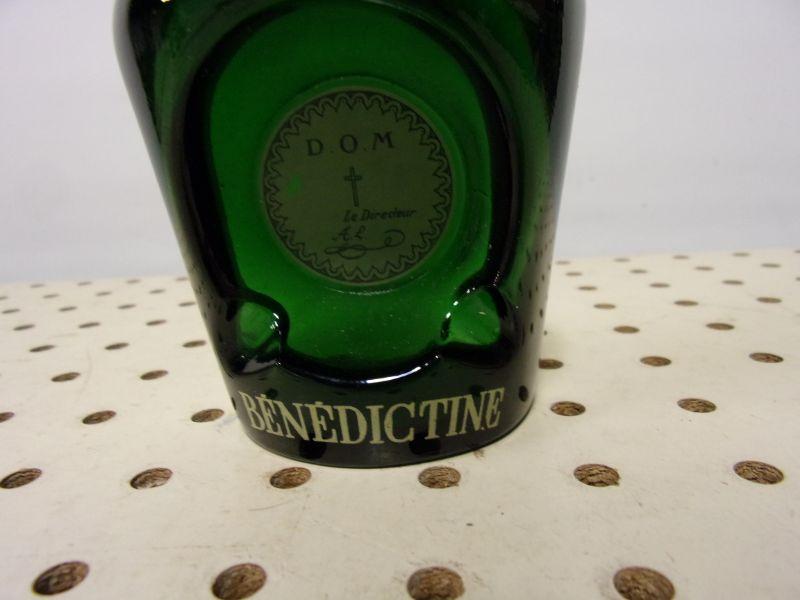 D.O.M
Le Directeur
A.L
BÉNÉDICTINE